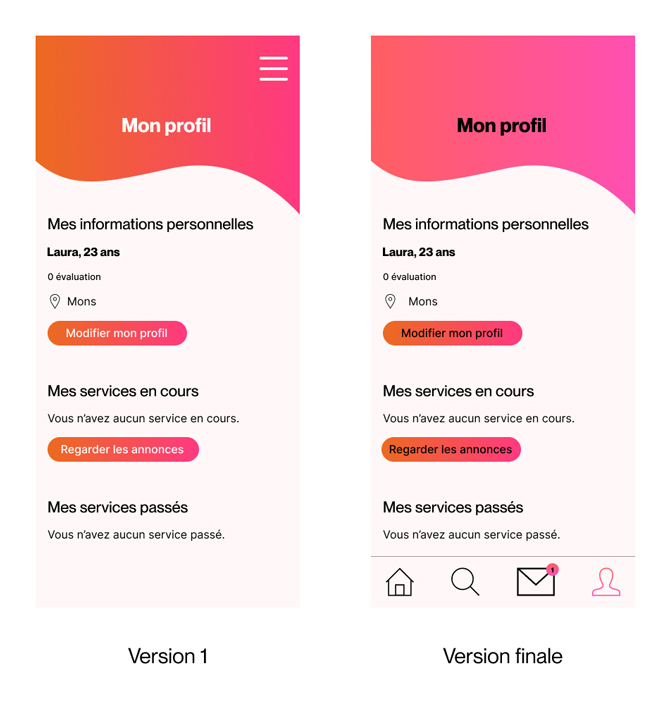 Mon profil
Mes informations personnelles
Laura, 23 ans
0 évaluation
Mons
Modifier mon profil
Mes services en cours
Vous n’avez aucun service en cours.
Regarder les annonces
Mes services passés
Vous n’avez aucun service passé.
Version 1
Mon profil
Mes informations personnelles
Laura, 23 ans
0 évaluation
Mons
Modifier mon profil
Mes services en cours
Vous n’avez aucun service en cours.
Regarder les annonces
Mes services passés
Vous n’avez aucun service passé.
1
Version finale